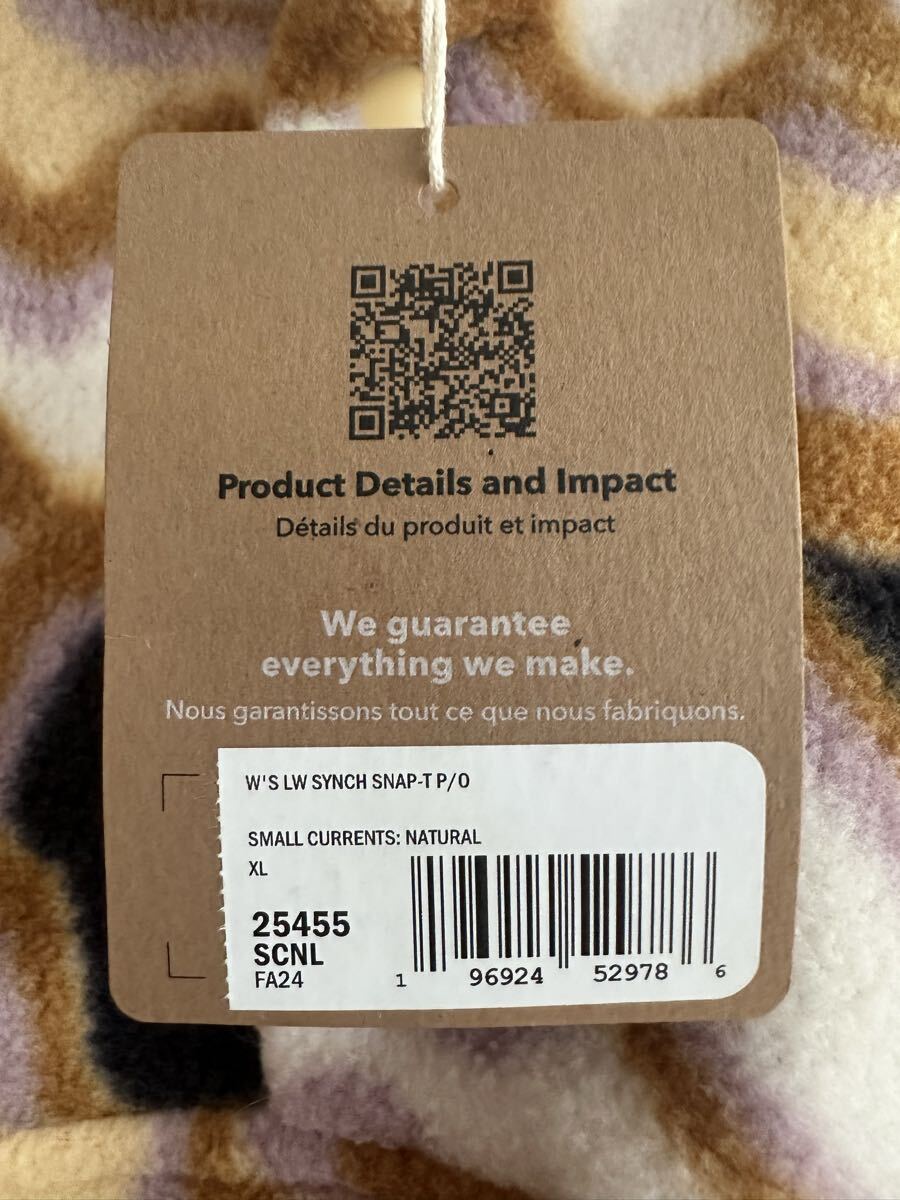 Product Details and Impact
Détails du produit et impact
We guarantee
everything we make.
Nous garantissons tout ce que nous fabriquons.
W'S LW SYNCH SNAP-T P/O
SMALL CURRENTS: NATURAL
XL
25455
SCNL
FA24
1 96924 52978 6